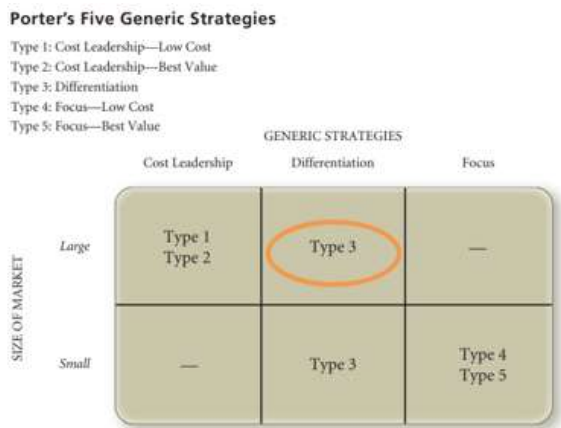 Porter's Five Generic Strategies
Type 1: Cost Leadership—Low Cost
Type 2: Cost Leadership—Best Value
Type 3: Differentiation
Type 4: Focus—Low Cost
Type 5: Focus—Best Value
GENERIC STRATEGIES
Cost Leadership Differentiation Focus
SIZE OF MARKET
Large
Type 1
Type 2
Type 3
—
Small
—
Type 3
Type 4
Type 5